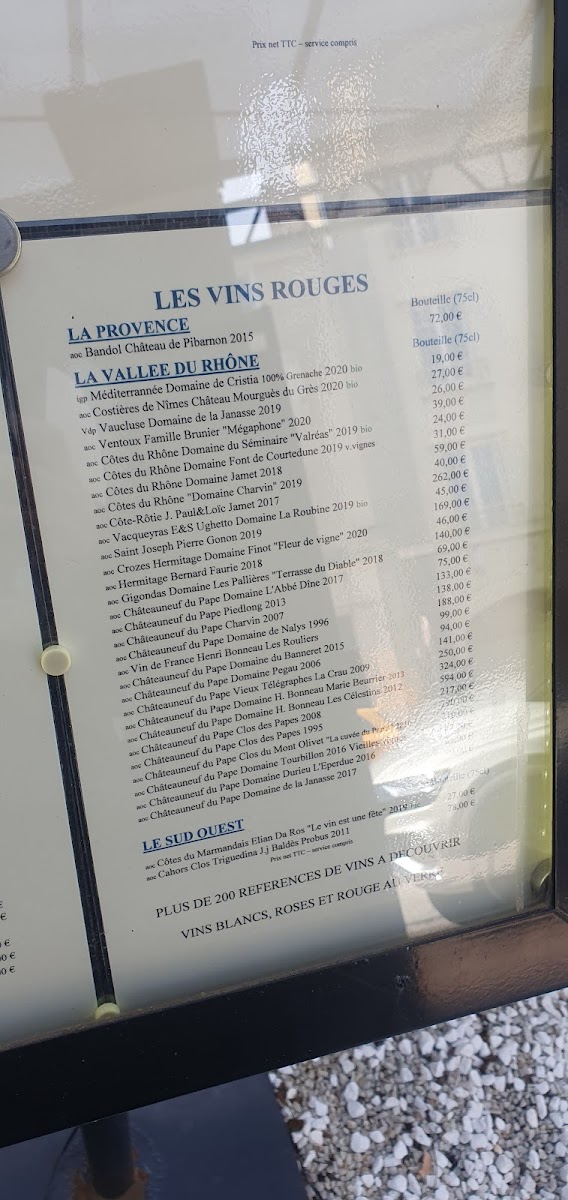 Prix net TTC – service compris
LES VINS ROUGES
LA PROVENCE Bouteille (75cl)
aoc Bandol Château de Pibarnon 2015 72,00 €
LA VALLEE DU RHÔNE Bouteille (75cl)
igp Méditerrannée Domaine de Cristia 100% Grenache 2020 bio 19,00 €
aoc Costières de Nîmes Château Mourguès du Grès 2020 bio 27,00 €
Vdp Vaucluse Domaine de la Janasse 2019 26,00 €
aoc Ventoux Famille Brunier "Mégaphone" 2020 39,00 €
aoc Côtes du Rhône Domaine du Séminaire "Valréas" 2019 bio 24,00 €
aoc Côtes du Rhône Domaine Font de Courtedune 2019 v.vignes 31,00 €
aoc Côtes du Rhône Domaine Jamet 2018 59,00 €
aoc Côtes du Rhône "Domaine Charvin" 2019 40,00 €
aoc Côte-Rôtie J. Paul&Loïc Jamet 2017 262,00 €
aoc Vacqueyras E&S Ughetto Domaine La Roubine 2019 bio 45,00 €
aoc Saint Joseph Pierre Gonon 2019 169,00 €
aoc Crozes Hermitage Domaine Finot "Fleur de vigne" 2020 46,00 €
aoc Hermitage Bernard Faurie 2018 140,00 €
aoc Gigondas Domaine Les Pallières "Terrasse du Diable" 2018 69,00 €
aoc Châteauneuf du Pape Domaine L'Abbé Dîne 2017 75,00 €
aoc Châteauneuf du Pape Piedlong 2013 133,00 €
aoc Châteauneuf du Pape Charvin 2007 138,00 €
aoc Châteauneuf du Pape Domaine de Nalys 1996 188,00 €
aoc Vin de France Henri Bonneau Les Rouliers 99,00 €
aoc Châteauneuf du Pape Domaine du Banneret 2015 94,00 €
aoc Châteauneuf du Pape Domaine Pegau 2006 141,00 €
aoc Châteauneuf du Pape Vieux Télégraphes La Crau 2009 250,00 €
aoc Châteauneuf du Pape Domaine H. Bonneau Marie Beurrier 2013 324,00 €
aoc Châteauneuf du Pape Domaine H. Bonneau Les Célestins 2012 594,00 €
aoc Châteauneuf du Pape Clos des Papes 2008 217,00 €
aoc Châteauneuf du Pape Clos des Papes 1995
aoc Châteauneuf du Pape Clos du Mont Olivet "La cuvée du
aoc Châteauneuf du Pape Domaine Tourbillon 2016 Vieilles
aoc Châteauneuf du Pape Domaine Durieu L'Eperdue 2016
aoc Châteauneuf du Pape Domaine de la Janasse 2017
LE SUD OUEST Bouteille (75cl)
aoc Côtes du Marmandais Elian Da Ros "Le vin est une fête" 2019 27,00 €
aoc Cahors Clos Triguedina J.j Baldès Probus 2011 78,00 €
Prix net TTC – service compris
PLUS DE 200 REFERENCES DE VINS A DECOUVRIR
VINS BLANCS, ROSES ET ROUGE AU VERRE